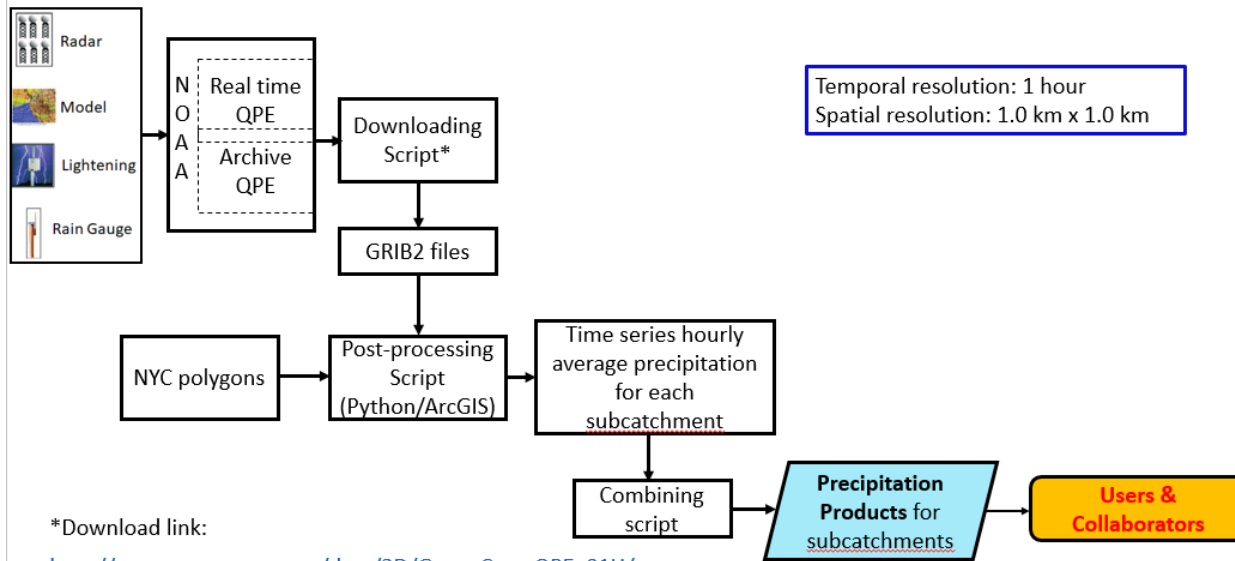 Radar
Model
Lightening
Rain Gauge
NOAA
Real time
QPE
Archive
QPE
Downloading
Script*
GRIB2 files
Temporal resolution: 1 hour
Spatial resolution: 1.0 km x 1.0 km
NYC polygons
Post-processing
Script
(Python/ArcGIS)
Time series hourly
average precipitation
for each
subcatchment
Combining
script
Precipitation
Products for
subcatchments
Users &
Collaborators
*Download link: